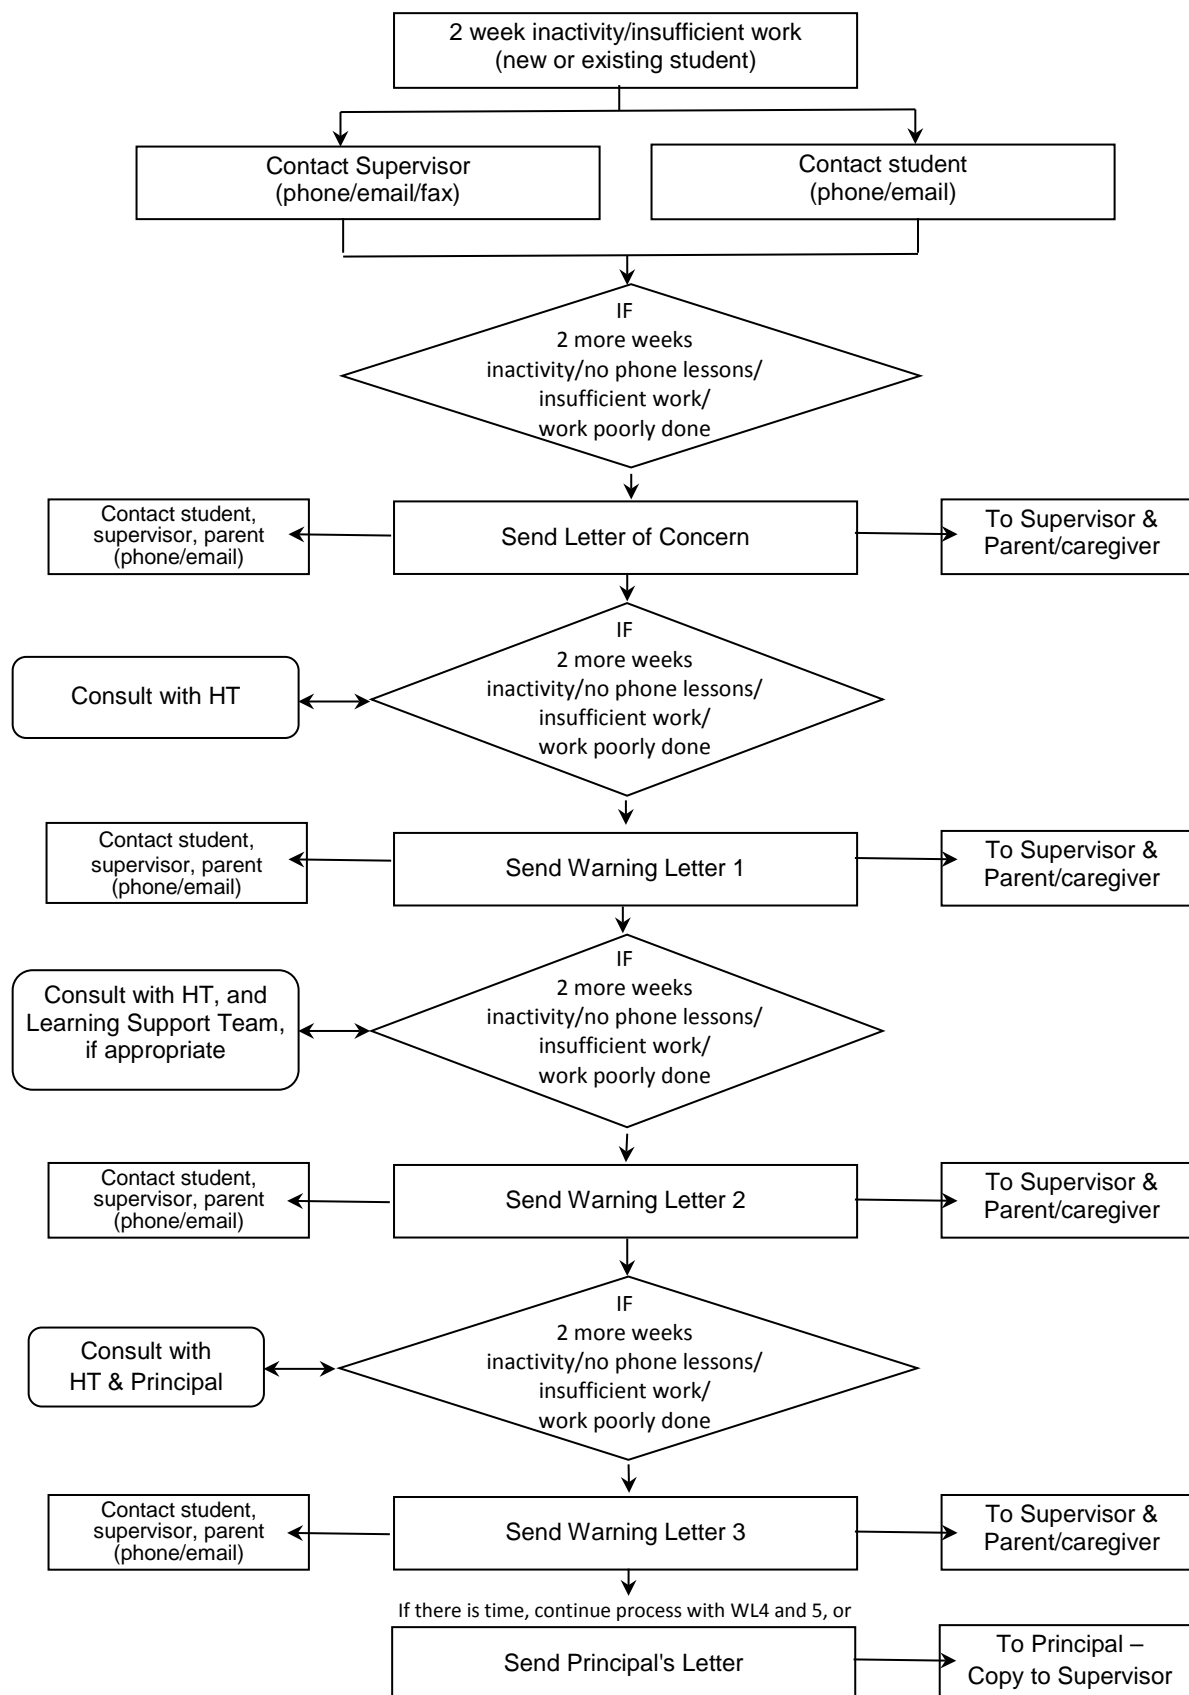 2 week inactivity/insufficient work
(new or existing student)
Contact Supervisor
(phone/email/fax)
Contact student
(phone/email)
IF
2 more weeks
inactivity/no phone lessons/
insufficient work/
work poorly done
Contact student,
supervisor, parent
(phone/email)
Send Letter of Concern
To Supervisor &
Parent/caregiver
Consult with HT
IF
2 more weeks
inactivity/no phone lessons/
insufficient work/
work poorly done
Contact student,
supervisor, parent
(phone/email)
Send Warning Letter 1
To Supervisor &
Parent/caregiver
Consult with HT, and
Learning Support Team,
if appropriate
IF
2 more weeks
inactivity/no phone lessons/
insufficient work/
work poorly done
Contact student,
supervisor, parent
(phone/email)
Send Warning Letter 2
To Supervisor &
Parent/caregiver
Consult with
HT & Principal
IF
2 more weeks
inactivity/no phone lessons/
insufficient work/
work poorly done
Contact student,
supervisor, parent
(phone/email)
Send Warning Letter 3
To Supervisor &
Parent/caregiver
If there is time, continue process with WL4 and 5, or
Send Principal's Letter
To Principal –
Copy to Supervisor